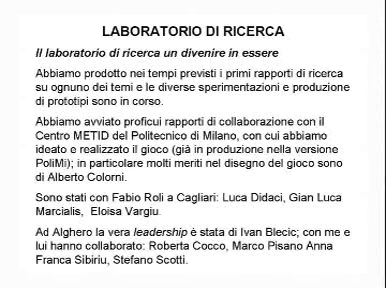 LABORATORIO DI RICERCA
Il laboratorio di ricerca un divenire in essere
Abbiamo prodotto nei tempi previsti i primi rapporti di ricerca
su ognuno dei temi e le diverse sperimentazioni e produzione
di prototipi sono in corso.
Abbiamo avviato proficui rapporti di collaborazione con il
Centro METID del Politecnico di Milano, con cui abbiamo
ideato e realizzato il gioco (già in produzione nella versione
PoliMi); in particolare molti meriti nel disegno del gioco sono
di Alberto Colorni.
Sono stati con Fabio Roli a Cagliari: Luca Didaci, Gian Luca
Marcialis,  Eloisa Vargiu.
Ad Alghero la vera leadership è stata di Ivan Blecic; con me e
lui hanno collaborato: Roberta Cocco, Marco Pisano Anna
Franca Sibiriu, Stefano Scotti.